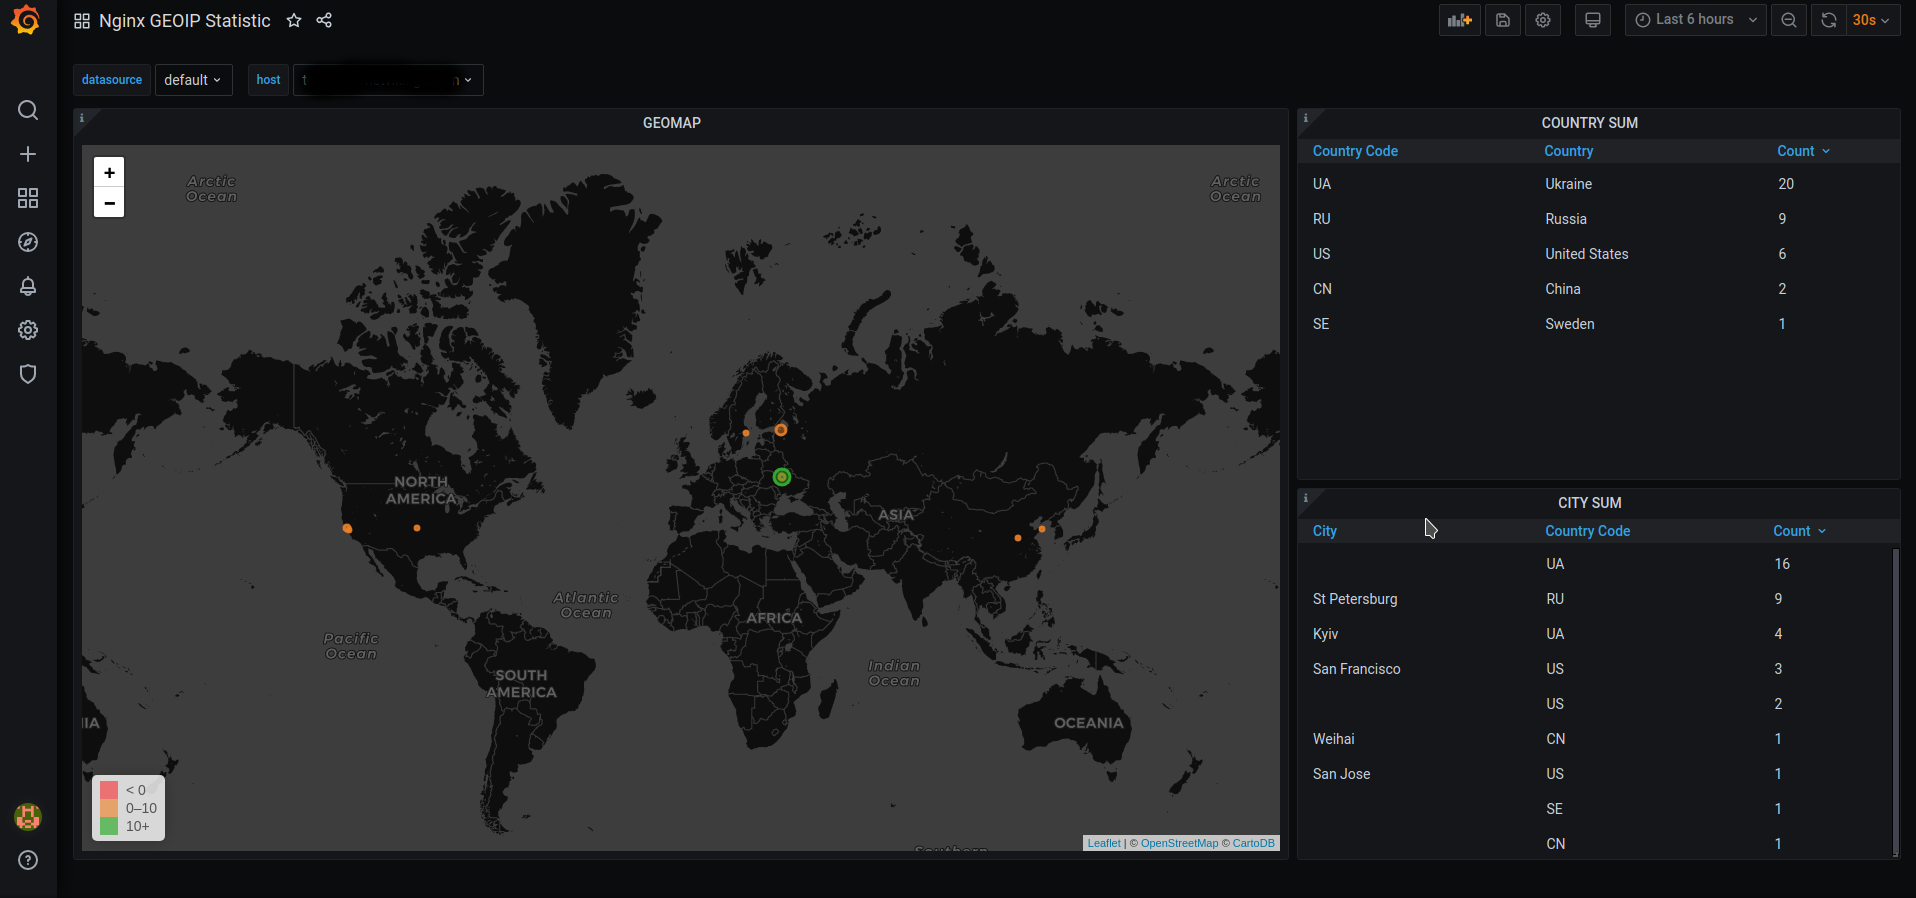 Nginx GEOIP Statistic
Last 6 hours
30s
datasource
default
host
GEOMAP
+
−
Arctic
Ocean
Arctic
Ocean
NORTH
AMERICA
ASIA
Atlantic
Ocean
AFRICA
Pacific
Ocean
Indian
Ocean
SOUTH
AMERICA
IA
OCEANIA
< 0
0–10
10+
Southern
Leaflet | © OpenStreetMap © CartoDB
COUNTRY SUM
Country Code Country Count
UA Ukraine 20
RU Russia 9
US United States 6
CN China 2
SE Sweden 1
CITY SUM
City Country Code Count
UA 16
St Petersburg RU 9
Kyiv UA 4
San Francisco US 3
US 2
Weihai CN 1
San Jose US 1
SE 1
CN 1